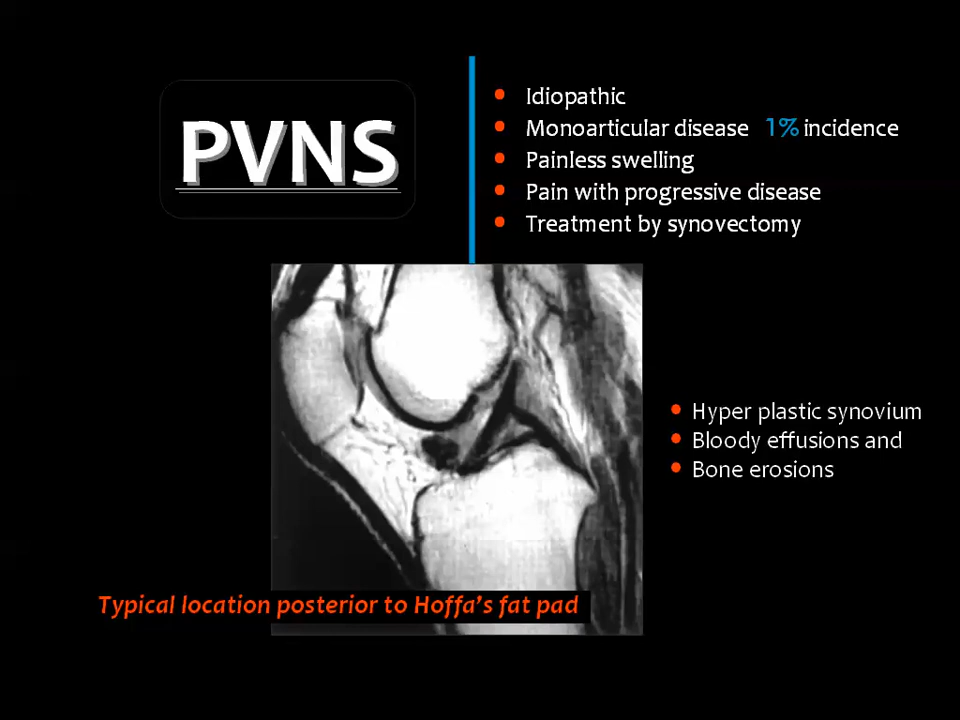 PVNS
Idiopathic
Monoarticular disease 1% incidence
Painless swelling
Pain with progressive disease
Treatment by synovectomy
Hyper plastic synovium
Bloody effusions and
Bone erosions
Typical location posterior to Hoffa's fat pad